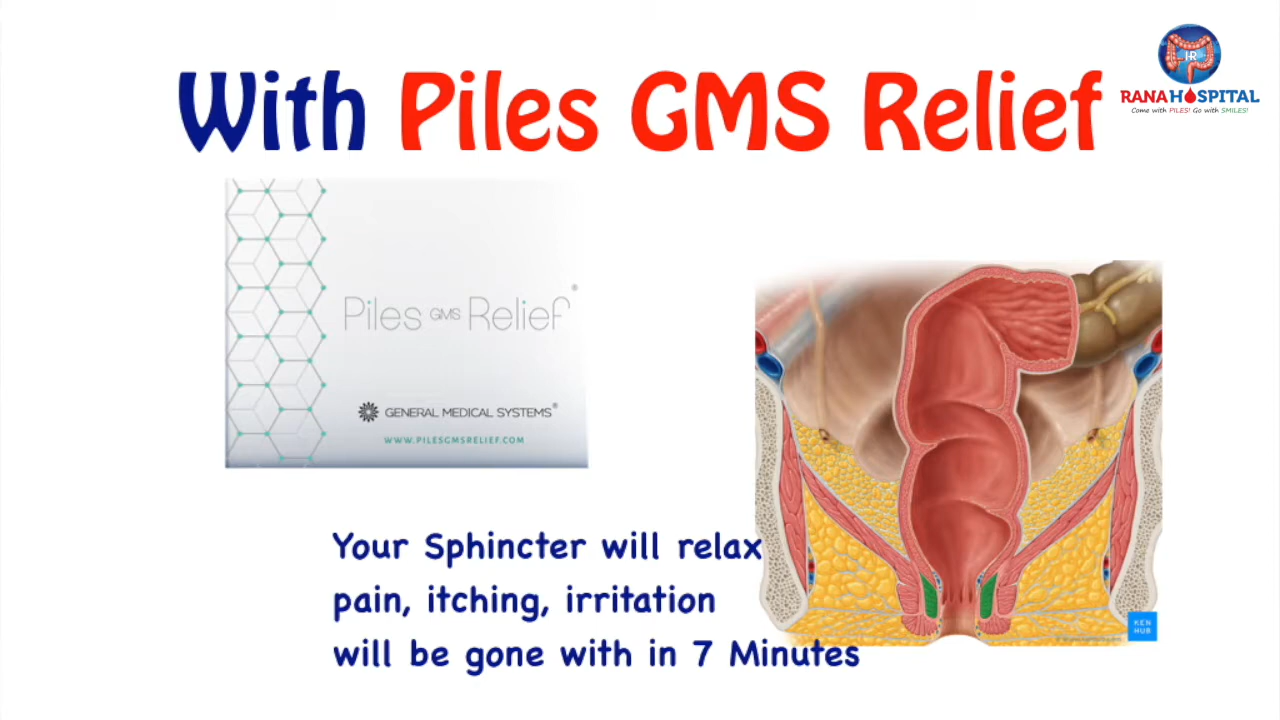 With Piles GMS Relief
HR
RANA HOSPITAL
Come with PILES! Go with SMILES!
Piles GMS Relief®
GENERAL MEDICAL SYSTEMS®
WWW.PILESGMSRELIEF.COM
Your Sphincter will relax
pain, itching, irritation
will be gone with in 7 Minutes
KEN
HUB